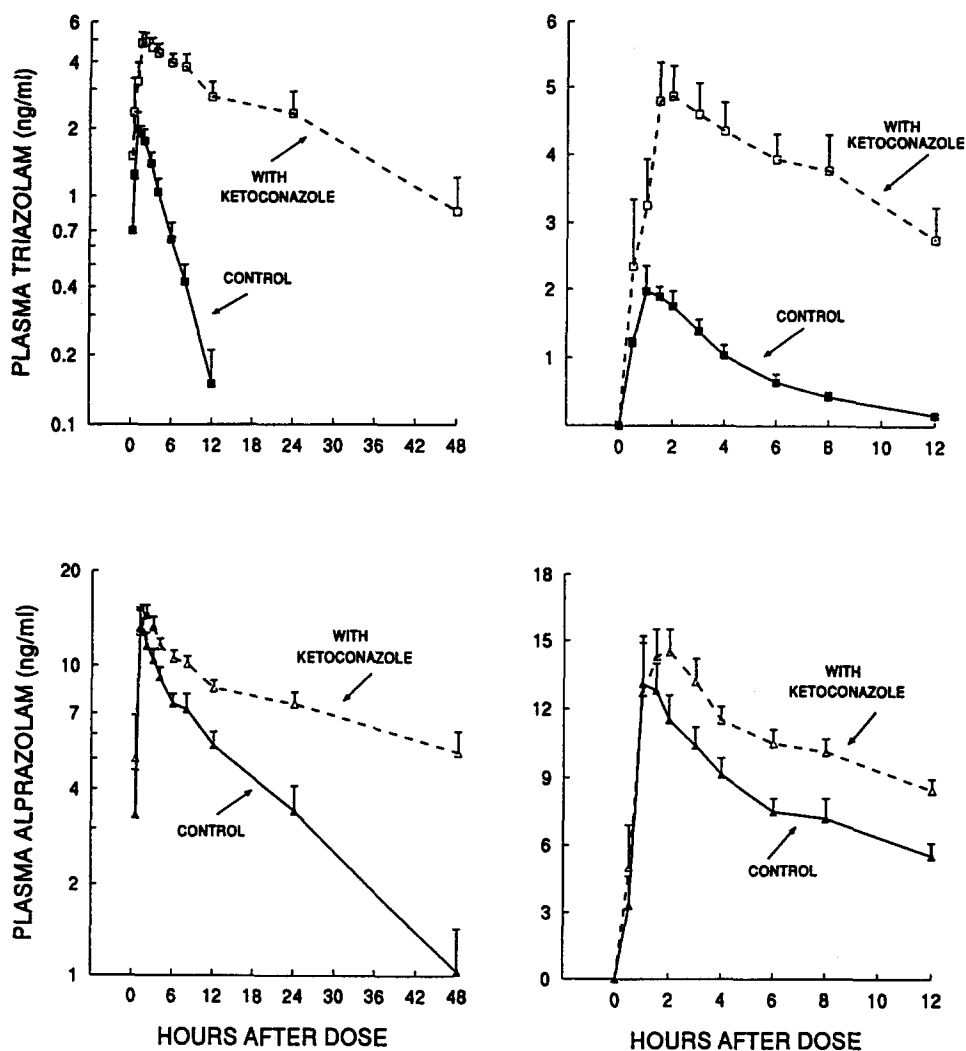 PLASMA TRIAZOLAM (ng/ml)
6
4
2
1
0.7
0.4
0.2
0.1
WITH
KETOCONAZOLE
CONTROL
0 6 12 18 24 30 36 42 48
6
5
4
3
2
1
WITH
KETOCONAZOLE
CONTROL
0 2 4 6 8 10 12
PLASMA ALPRAZOLAM (ng/ml)
20
10
7
4
2
1
WITH
KETOCONAZOLE
CONTROL
0 6 12 18 24 30 36 42 48
HOURS AFTER DOSE
18
15
12
9
6
3
0
WITH
KETOCONAZOLE
CONTROL
0 2 4 6 8 10 12
HOURS AFTER DOSE